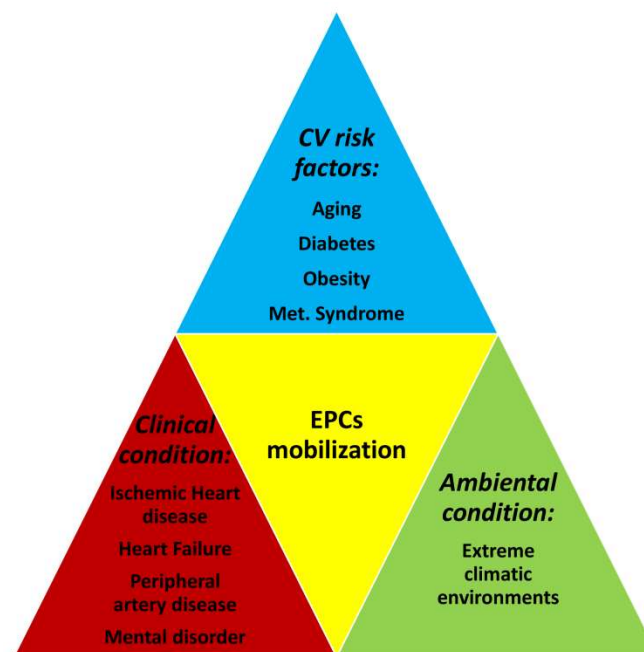 CV risk
factors:
Aging
Diabetes
Obesity
Met. Syndrome
Clinical
condition:
Ischemic Heart
disease
Heart Failure
Peripheral
artery disease
Mental disorder
EPCs
mobilization
Ambiental
condition:
Extreme
climatic
environments